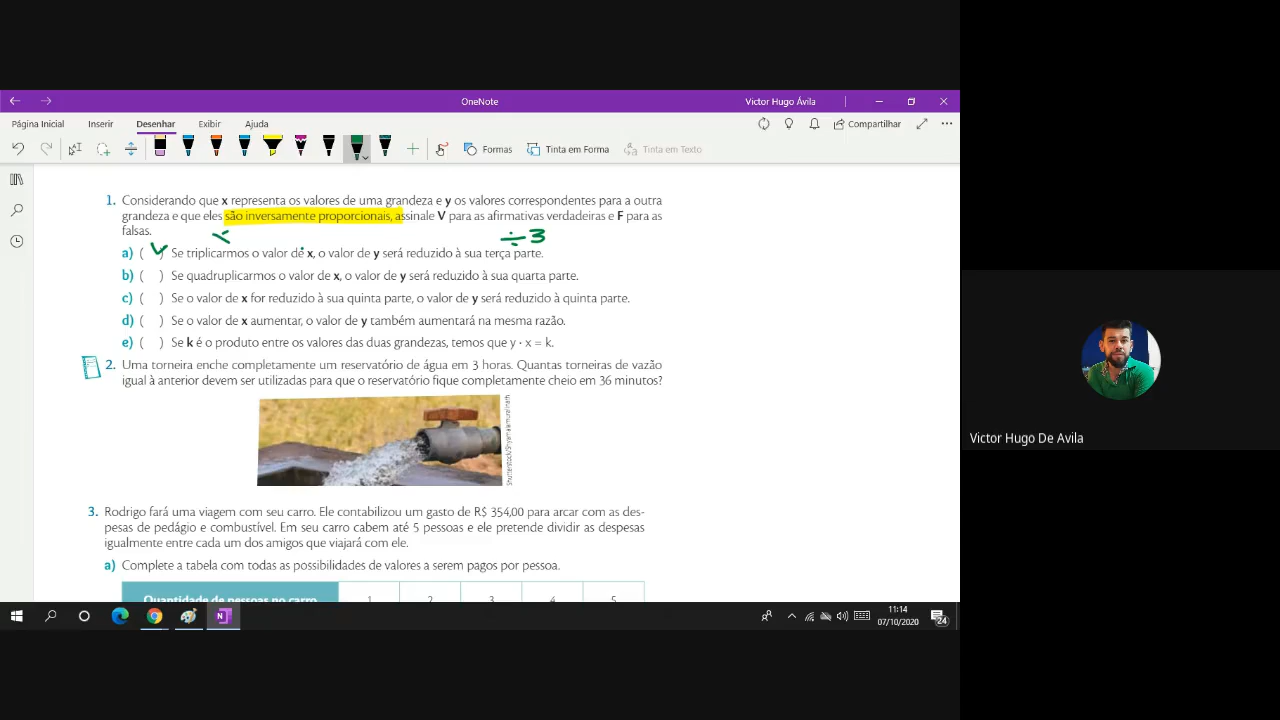 OneNote
Victor Hugo Ávila
Página Inicial
Inserir
Desenhar
Exibir
Ajuda
Compartilhar
Formas
Tinta em Forma
Tinta em Texto
1. Considerando que x representa os valores de uma grandeza e y os valores correspondentes para a outra
grandeza e que eles são inversamente proporcionais, assinale V para as afirmativas verdadeiras e F para as
falsas.
÷3
a) ( V ) Se triplicarmos o valor de x, o valor de y será reduzido à sua terça parte.
b) ( ) Se quadruplicarmos o valor de x, o valor de y será reduzido à sua quarta parte.
c) ( ) Se o valor de x for reduzido à sua quinta parte, o valor de y será reduzido à quinta parte.
d) ( ) Se o valor de x aumentar, o valor de y também aumentará na mesma razão.
e) ( ) Se k é o produto entre os valores das duas grandezas, temos que y · x = k.
2. Uma torneira enche completamente um reservatório de água em 3 horas. Quantas torneiras de vazão
igual à anterior devem ser utilizadas para que o reservatório fique completamente cheio em 36 minutos?
3. Rodrigo fará uma viagem com seu carro. Ele contabilizou um gasto de R$ 354,00 para arcar com as des-
pesas de pedágio e combustível. Em seu carro cabem até 5 pessoas e ele pretende dividir as despesas
igualmente entre cada um dos amigos que viajará com ele.
a) Complete a tabela com todas as possibilidades de valores a serem pagos por pessoa.
Quantidade de pessoas no carro 1 2 3 4 5
11:14
07/10/2020
24
Victor Hugo De Avila